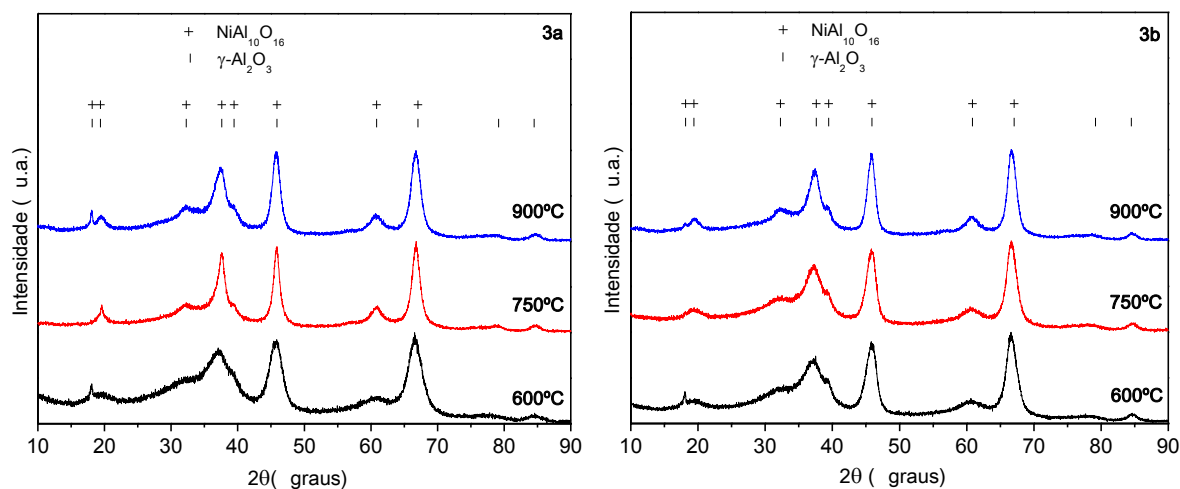 3a
+ NiAl10O16
| γ-Al2O3
900ºC
750ºC
600ºC
Intensidade ( u.a.)
10 20 30 40 50 60 70 80 90
2θ( graus)
3b
+ NiAl10O16
| γ-Al2O3
900ºC
750ºC
600ºC
Intensidade ( u.a.)
10 20 30 40 50 60 70 80 90
2θ( graus)